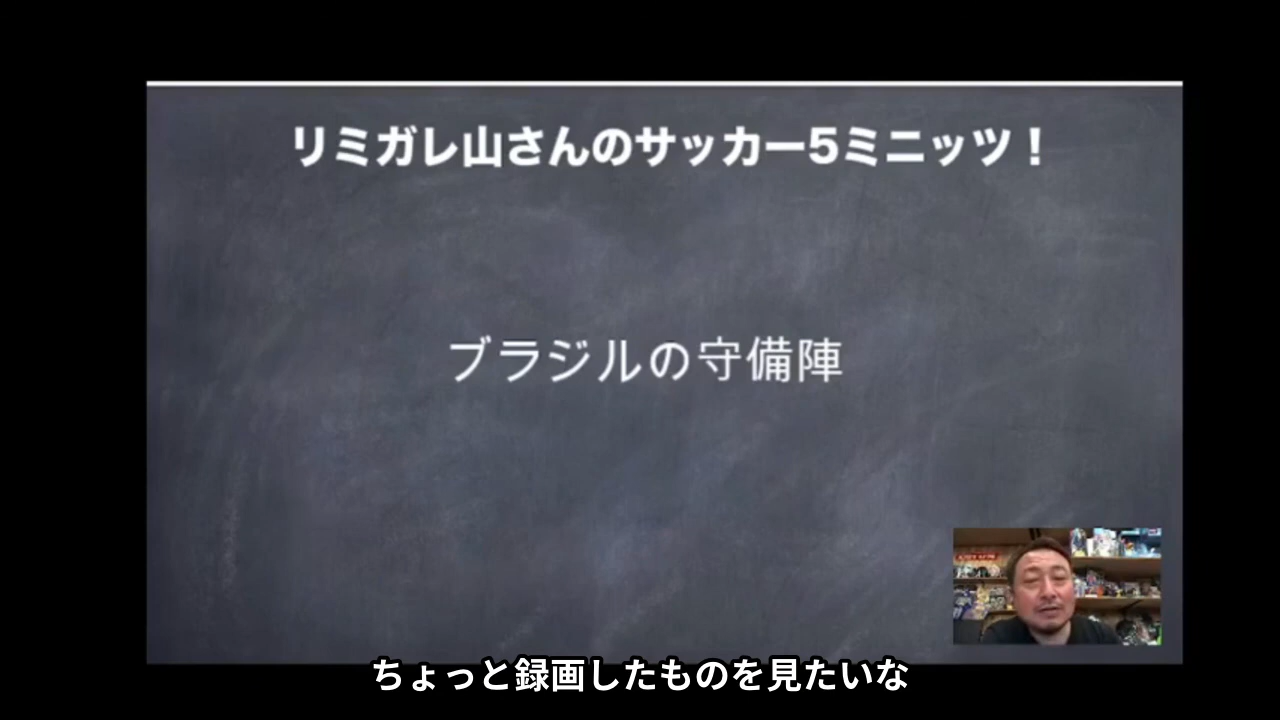 リミガレ山さんのサッカー5ミニッツ！
ブラジルの守備陣
ちょっと録画したものを見たいな